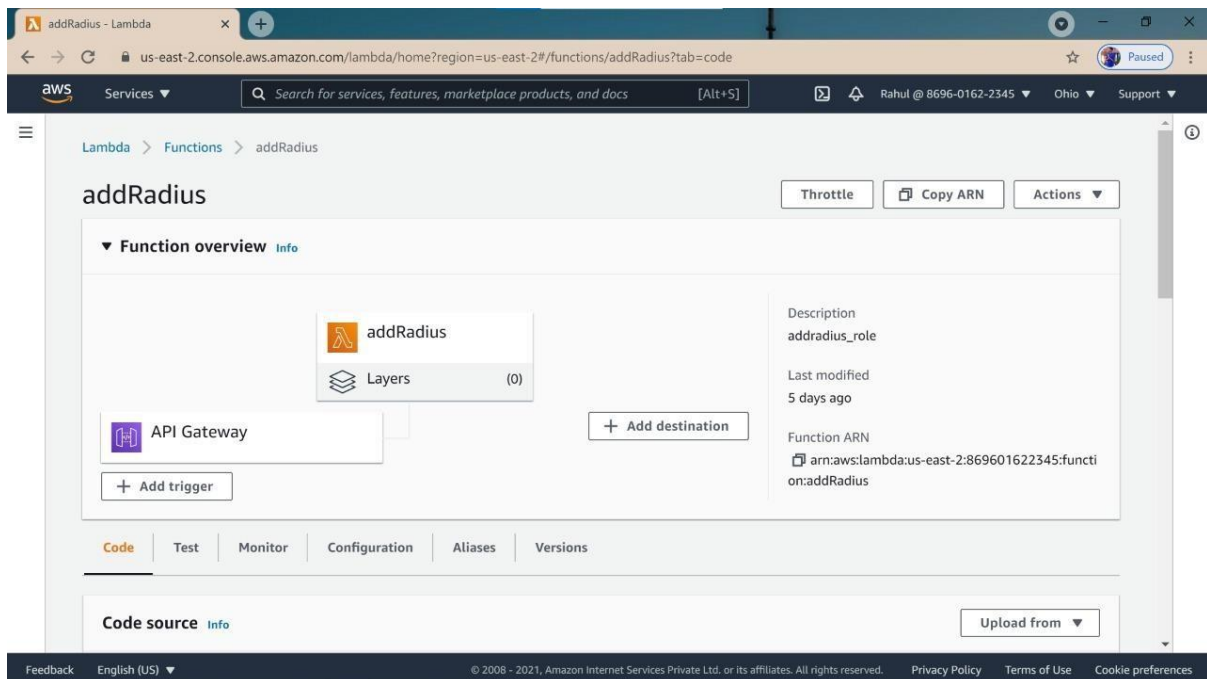 addRadius - Lambda
us-east-2.console.aws.amazon.com/lambda/home?region=us-east-2#/functions/addRadius?tab=code
Paused
aws
Services ▼
Search for services, features, marketplace products, and docs [Alt+S]
Rahul @ 8696-0162-2345 ▼
Ohio ▼
Support ▼
Lambda > Functions > addRadius
addRadius
Throttle
Copy ARN
Actions ▼
▼ Function overview Info
addRadius
Layers (0)
API Gateway
+ Add trigger
+ Add destination
Description
addradius_role
Last modified
5 days ago
Function ARN
arn:aws:lambda:us-east-2:869601622345:functi
on:addRadius
Code
Test
Monitor
Configuration
Aliases
Versions
Code source Info
Upload from ▼
Feedback
English (US) ▼
© 2008 - 2021, Amazon Internet Services Private Ltd. or its affiliates. All rights reserved.
Privacy Policy
Terms of Use
Cookie preferences